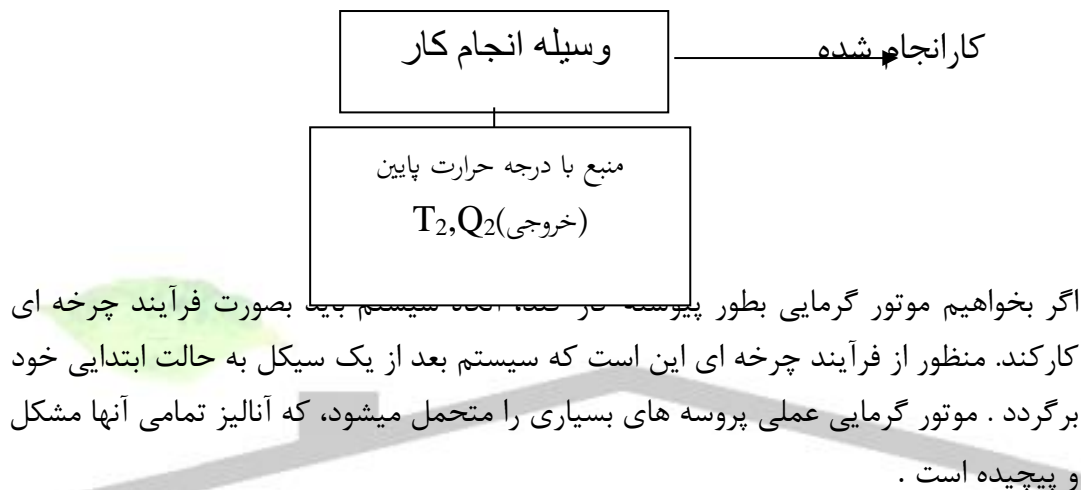 وسیله انجام کار
کارانجام شده
منبع با درجه حرارت پایین
T2,Q2(خروجی)
اگر بخواهیم موتور گرمایی بطور پیوسته کار کند، آنگاه سیستم باید بصورت فرآیند چرخه ای
کارکند. منظور از فرآیند چرخه ای این است که سیستم بعد از یک سیکل به حالت ابتدایی خود
برگردد . موتور گرمایی عملی پروسه های بسیاری را متحمل میشود، که آنالیز تمامی آنها مشکل
و پیچیده است .